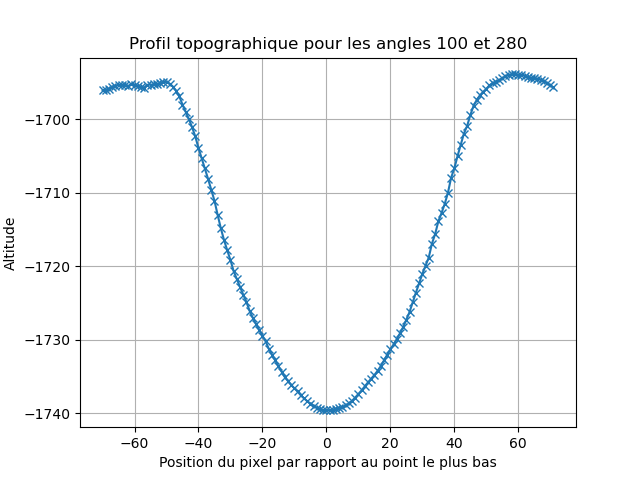 Profil topographique pour les angles 100 et 280
Altitude
−1700
−1710
−1720
−1730
−1740
−60 −40 −20 0 20 40 60
Position du pixel par rapport au point le plus bas